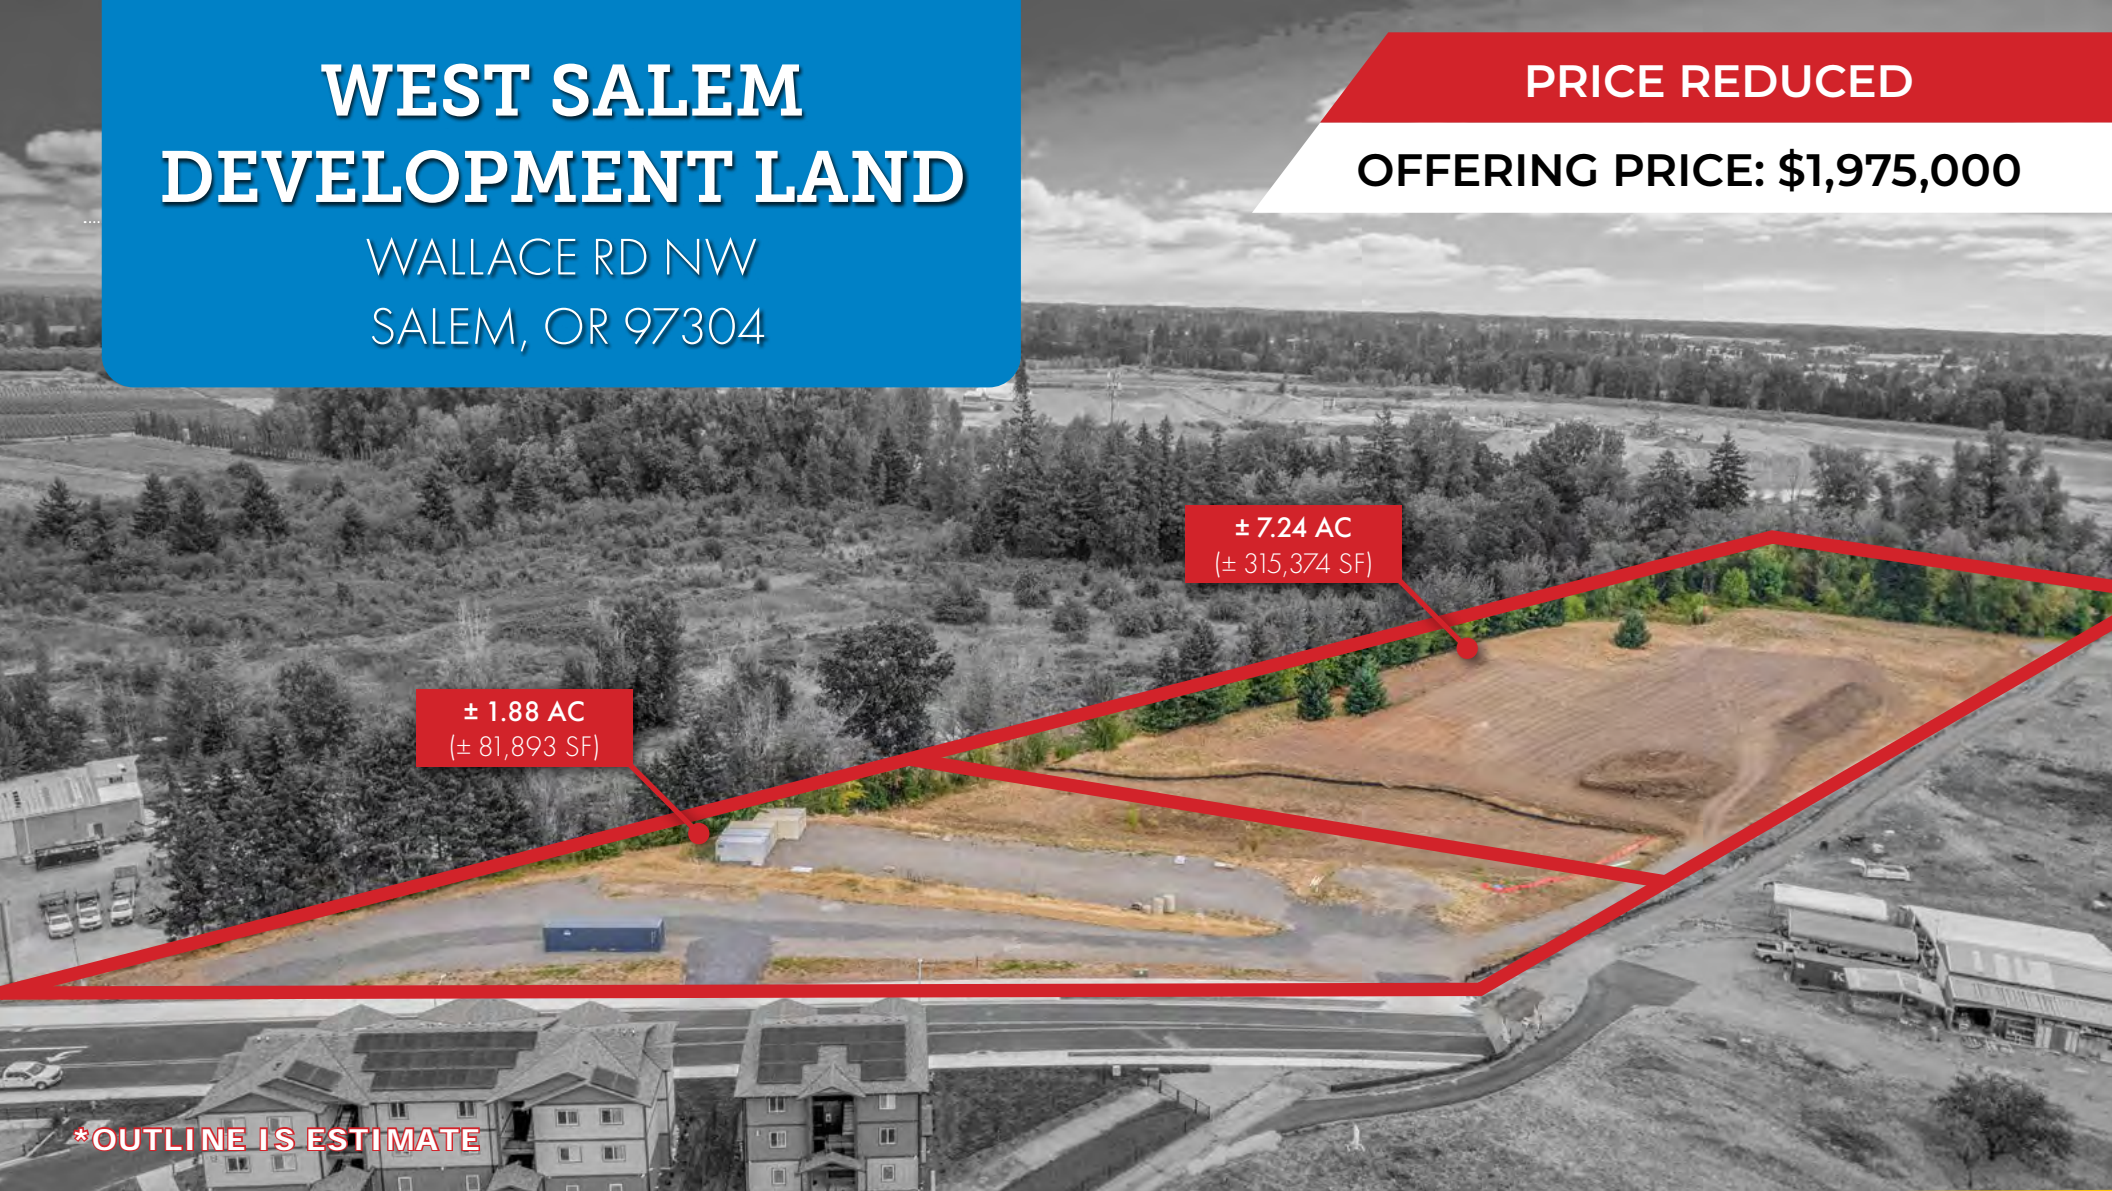 WEST SALEM
DEVELOPMENT LAND
WALLACE RD NW
SALEM, OR 97304
PRICE REDUCED
OFFERING PRICE: $1,975,000
± 7.24 AC
(± 315,374 SF)
± 1.88 AC
(± 81,893 SF)
*OUTLINE IS ESTIMATE